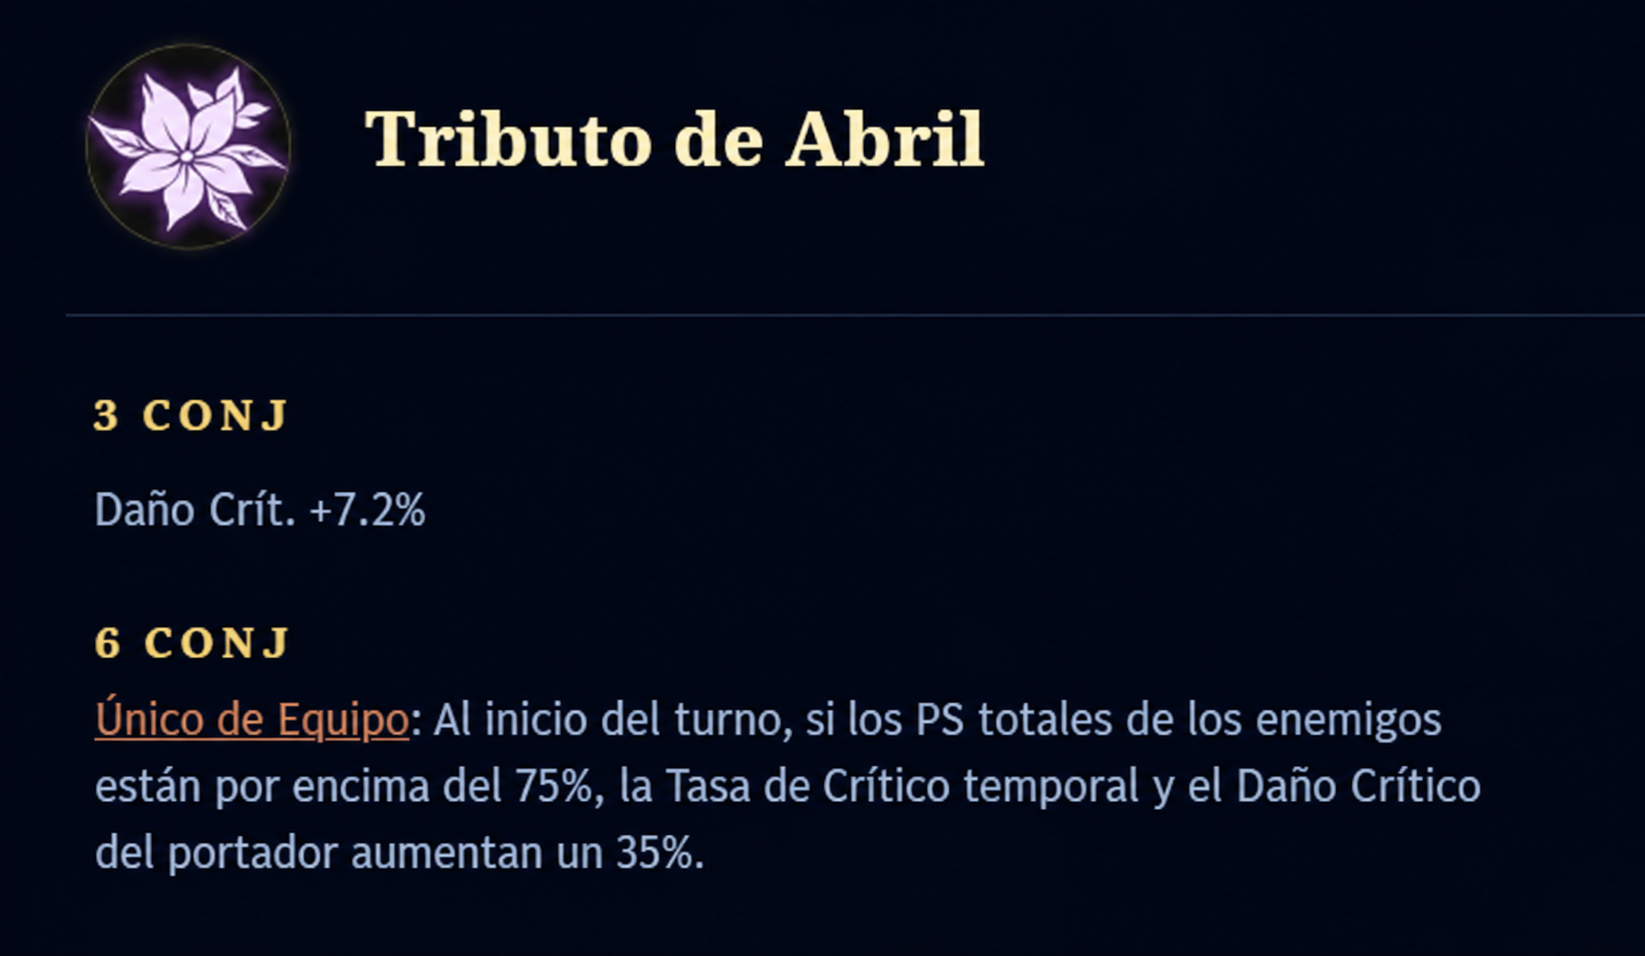 Tributo de Abril
3 CONJ
Daño Crít. +7.2%
6 CONJ
Único de Equipo: Al inicio del turno, si los PS totales de los enemigos
están por encima del 75%, la Tasa de Crítico temporal y el Daño Crítico
del portador aumentan un 35%.